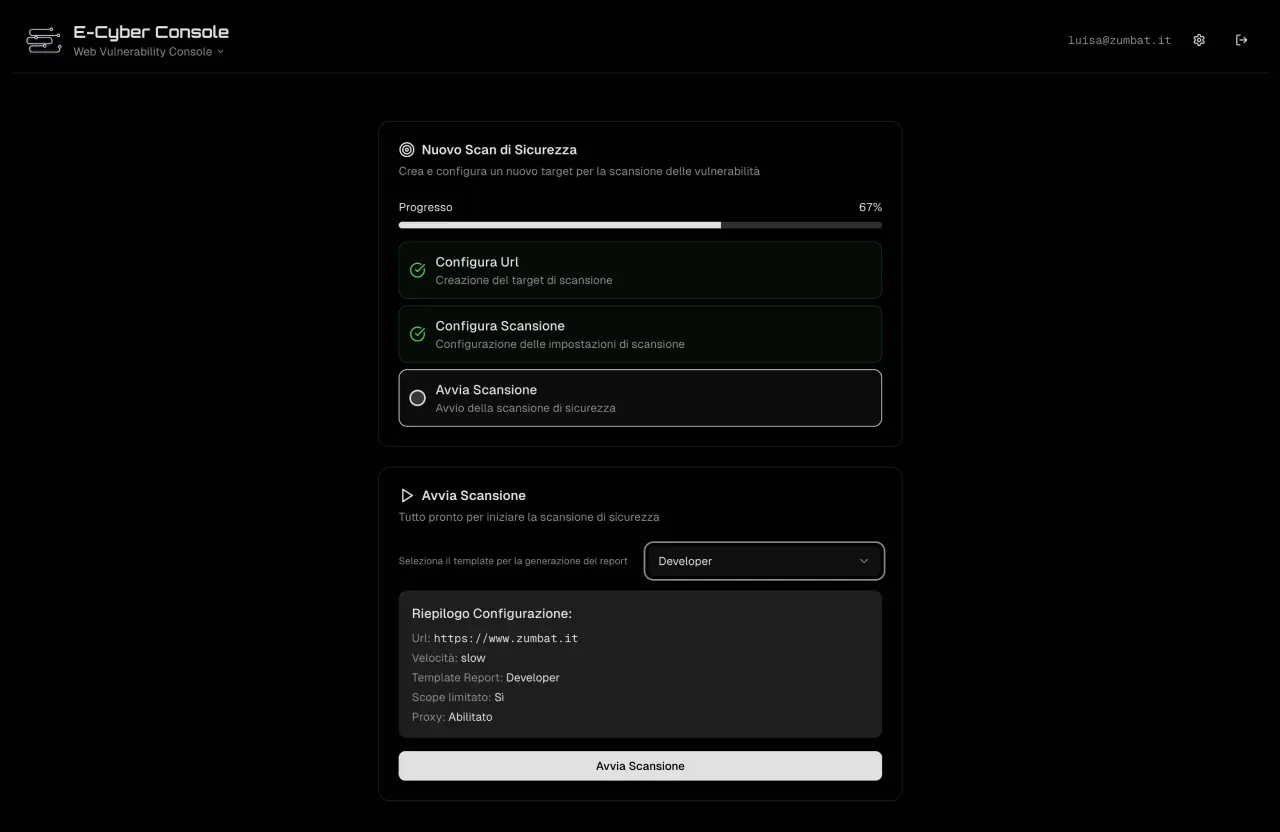 E-Cyber Console
Web Vulnerability Console
luisa@zumbat.it
Nuovo Scan di Sicurezza
Crea e configura un nuovo target per la scansione delle vulnerabilità
Progresso 67%
Configura Url
Creazione del target di scansione
Configura Scansione
Configurazione delle impostazioni di scansione
Avvia Scansione
Avvio della scansione di sicurezza
Avvia Scansione
Tutto pronto per iniziare la scansione di sicurezza
Seleziona il template per la generazione del report Developer
Riepilogo Configurazione:
Url: https://www.zumbat.it
Velocità: slow
Template Report: Developer
Scope limitato: Sì
Proxy: Abilitato
Avvia Scansione